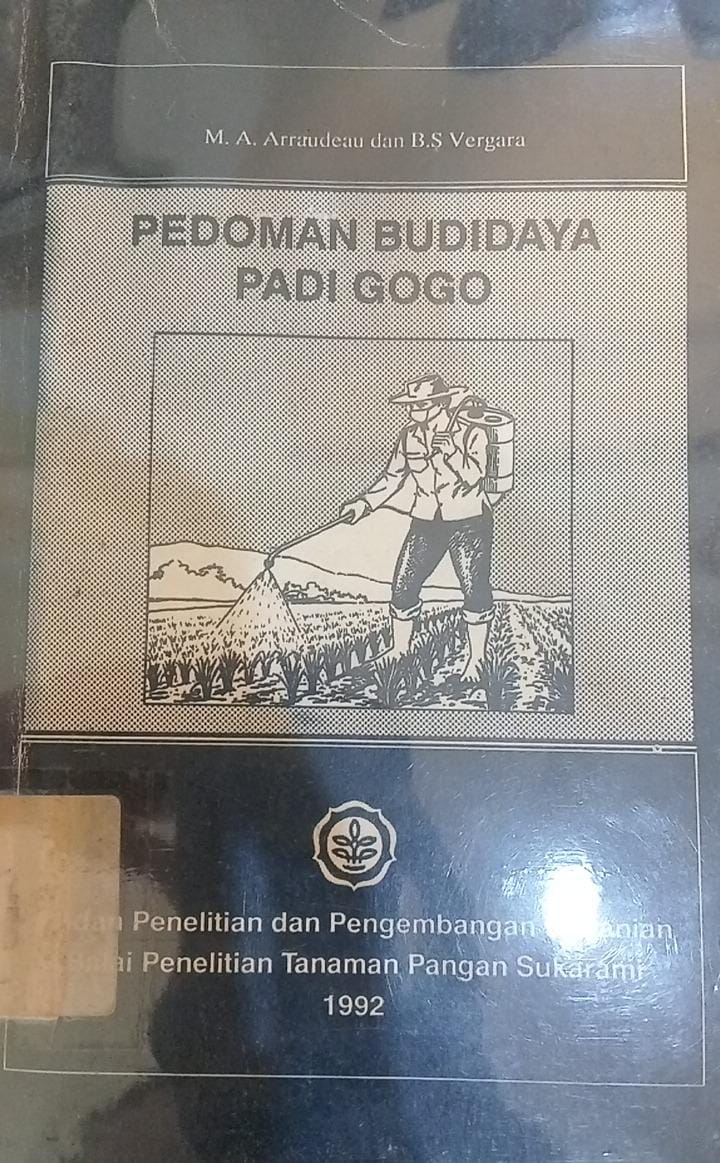 M. A. Arraudeau dan B.S Vergara
PEDOMAN BUDIDAYA
PADI GOGO
Penelitian dan Pengembangan
Penelitian Tanaman Pangan Sukarami
1992